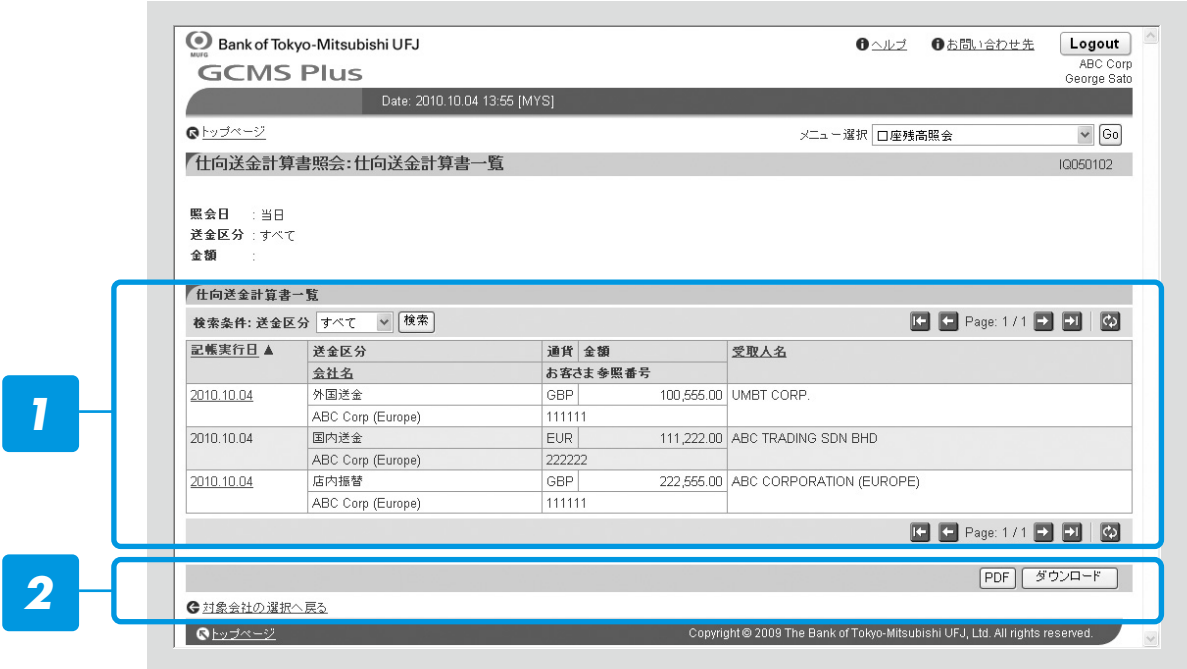 Bank of Tokyo-Mitsubishi UFJ
MUFG
GCMS Plus
ヘルプ お問い合わせ先 Logout
ABC Corp
George Sato
Date: 2010.10.04 13:55 [MYS]
トップページ メニュー選択 口座残高照会 Go
仕向送金計算書照会:仕向送金計算書一覧 IQ050102
照会日 : 当日
送金区分 : すべて
金額 :
仕向送金計算書一覧
検索条件: 送金区分 すべて 検索 Page: 1 / 1
記帳実行日▲ 送金区分 通貨 金額 受取人名
会社名 お客さま参照番号
2010.10.04 外国送金 GBP 100,555.00 UMBT CORP.
ABC Corp (Europe) 111111
2010.10.04 国内送金 EUR 111,222.00 ABC TRADING SDN BHD
ABC Corp (Europe) 222222
2010.10.04 店内振替 GBP 222,555.00 ABC CORPORATION (EUROPE)
ABC Corp (Europe) 111111
Page: 1 / 1
1
PDF ダウンロード
2
対象会社の選択へ戻る
トップページ Copyright © 2009 The Bank of Tokyo-Mitsubishi UFJ, Ltd. All rights reserved.